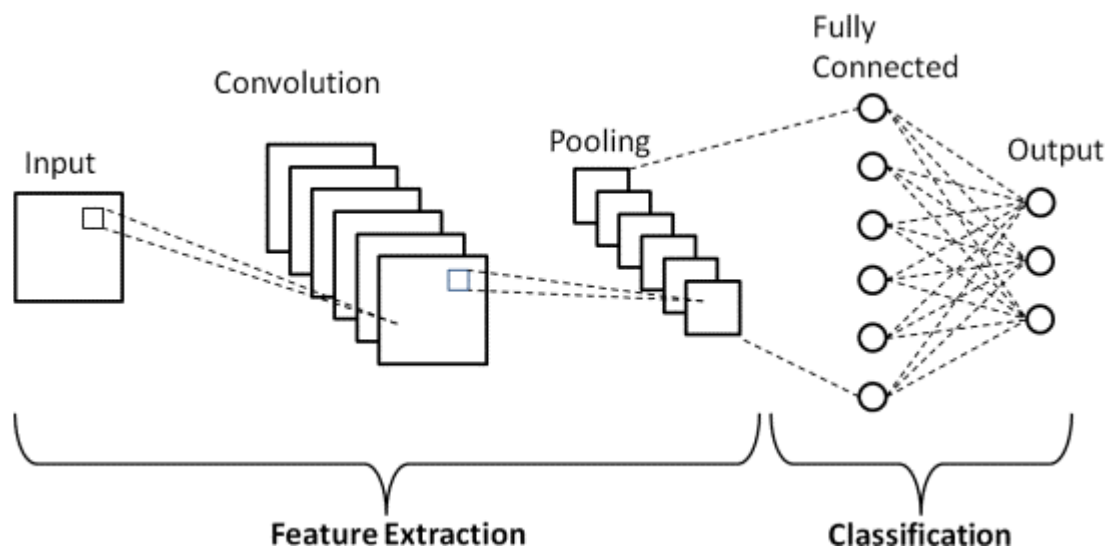 Input
Convolution
Pooling
Fully
Connected
Output
Feature Extraction
Classification